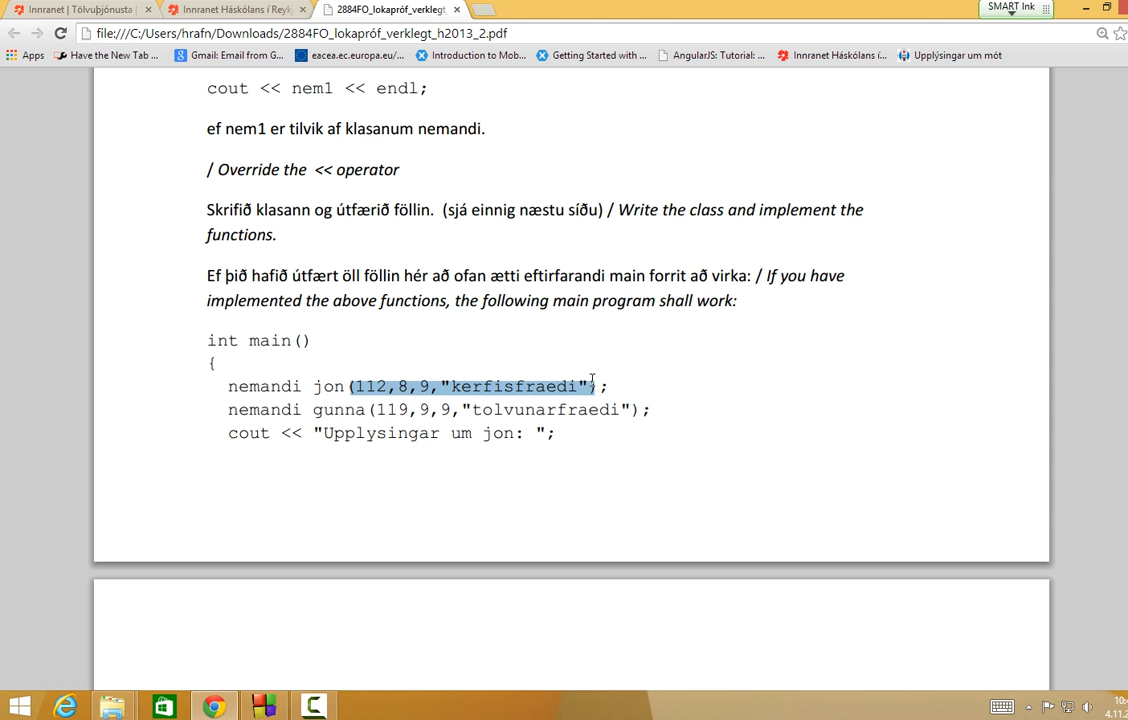 Innranet | Tölvuþjónusta
Innranet Háskólans í Reykj
2884FO_lokapróf_verklegt
SMART Ink
file:///C:/Users/hrafn/Downloads/2884FO_lokapróf_verklegt_h2013_2.pdf
Apps
Have the New Tab ...
Gmail: Email from G...
eacea.ec.europa.eu/...
Introduction to Mob...
Getting Started with ...
AngularJS: Tutorial: ...
Innranet Háskólans í...
Upplýsingar um mót
cout << nem1 << endl;
ef nem1 er tilvik af klasanum nemandi.
/ Override the << operator
Skrifið klasann og útfærið föllin. (sjá einnig næstu síðu) / Write the class and implement the
functions.
Ef þið hafið útfært öll föllin hér að ofan ætti eftirfarandi main forrit að virka: / If you have
implemented the above functions, the following main program shall work:
int main()
{
nemandi jon(112,8,9,"kerfisfraedi");
nemandi gunna(119,9,9,"tolvunarfraedi");
cout << "Upplysingar um jon: ";